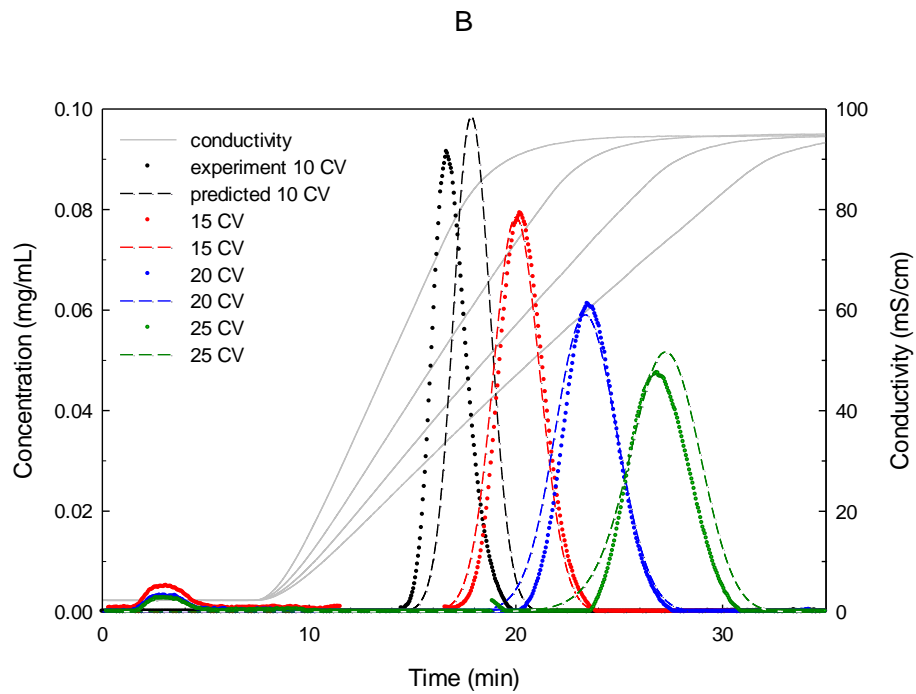 B
conductivity
experiment 10 CV
predicted 10 CV
15 CV
15 CV
20 CV
20 CV
25 CV
25 CV
Concentration (mg/mL)
0.10
0.08
0.06
0.04
0.02
0.00
Conductivity (mS/cm)
100
80
60
40
20
0
0
10
20
30
Time (min)